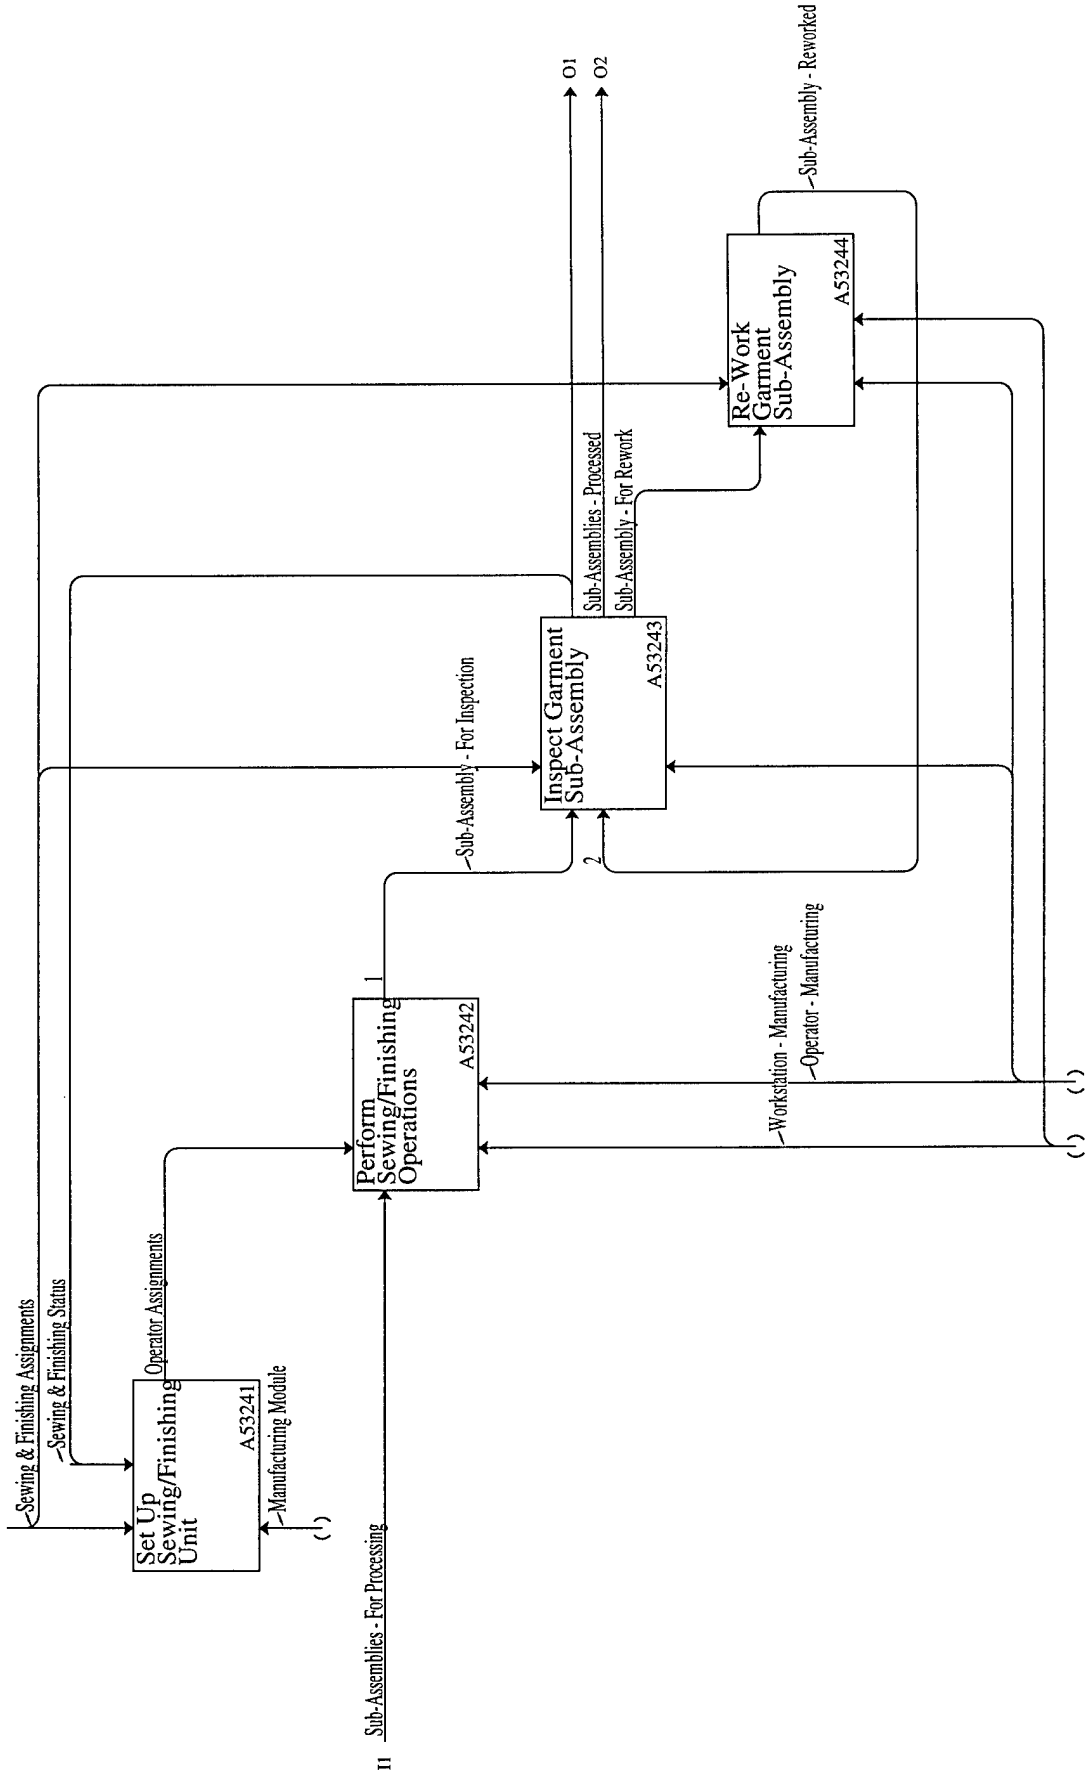 Sewing & Finishing Assignments
Sewing & Finishing Status
Set Up
Sewing/Finishing
Unit
A53241
Operator Assignments
Manufacturing Module
( )
I1
Sub-Assemblies - For Processing
Perform
Sewing/Finishing
Operations
A53242
1
Sub-Assembly - For Inspection
2
Workstation - Manufacturing
Operator - Manufacturing
( )
( )
Inspect Garment
Sub-Assembly
A53243
Sub-Assemblies - Processed
Sub-Assembly - For Rework
O1
O2
Re-Work
Garment
Sub-Assembly
A53244
Sub-Assembly - Reworked